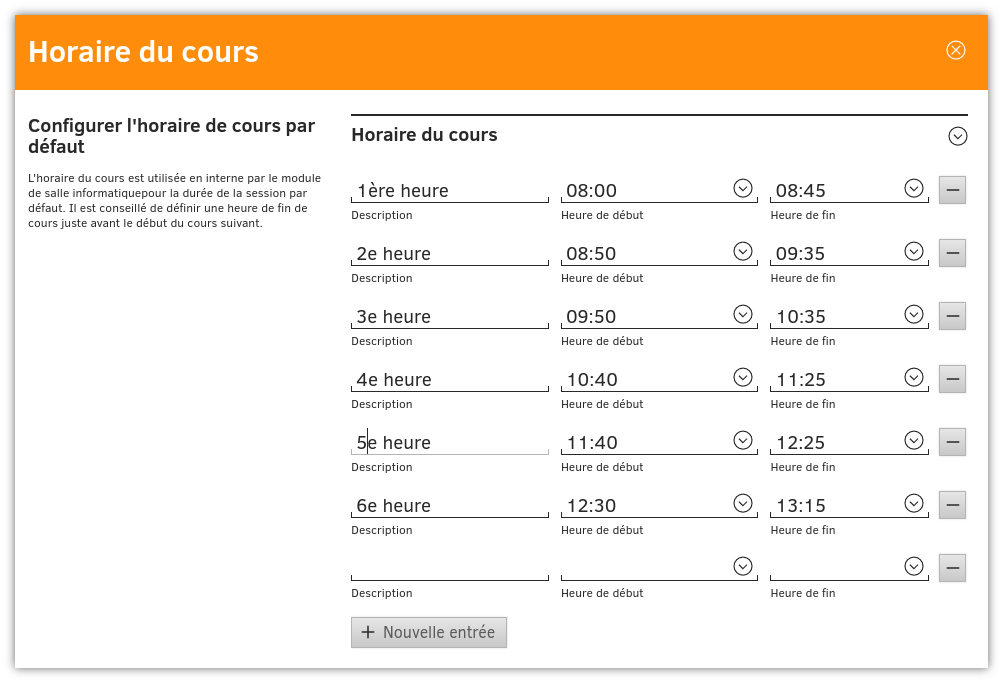 Horaire du cours
Configurer l'horaire de cours par
défaut
L'horaire du cours est utilisée en interne par le module
de salle informatiquepour la durée de la session par
défaut. Il est conseillé de définir une heure de fin de
cours juste avant le début du cours suivant.
Horaire du cours
1ère heure 08:00 08:45
Description Heure de début Heure de fin
2e heure 08:50 09:35
Description Heure de début Heure de fin
3e heure 09:50 10:35
Description Heure de début Heure de fin
4e heure 10:40 11:25
Description Heure de début Heure de fin
5e heure 11:40 12:25
Description Heure de début Heure de fin
6e heure 12:30 13:15
Description Heure de début Heure de fin
Description Heure de début Heure de fin
+ Nouvelle entrée